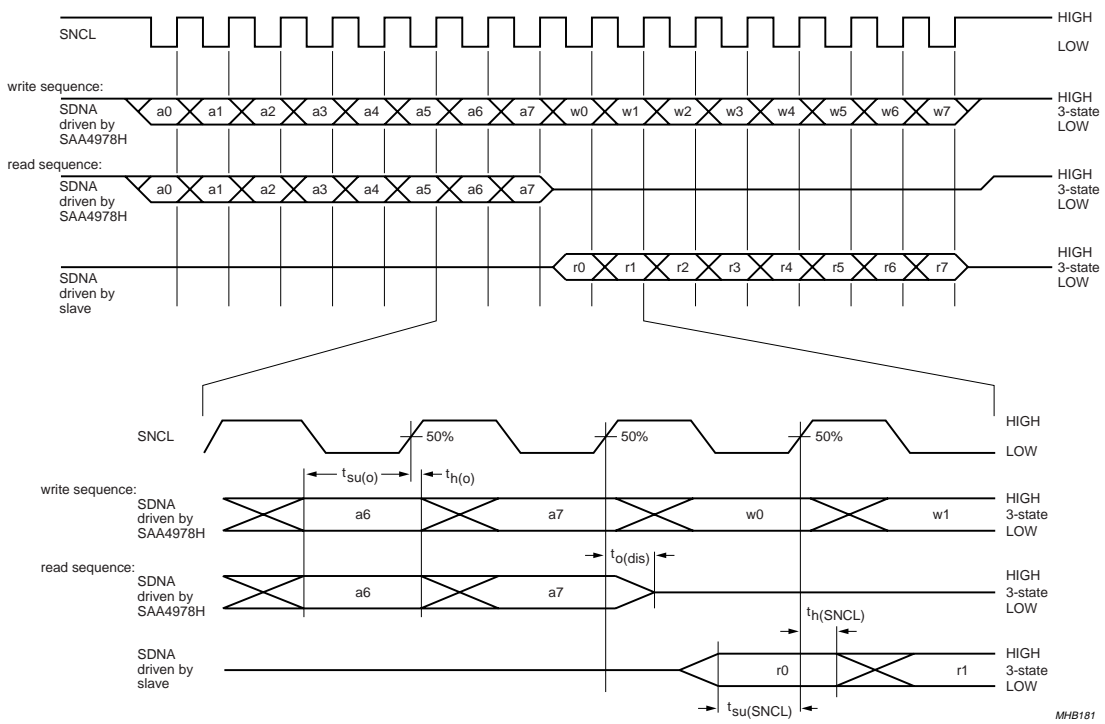 HIGH
SNCL
LOW
write sequence:
SDNA
driven by
SAA4978H
a0 a1 a2 a3 a4 a5 a6 a7 w0 w1 w2 w3 w4 w5 w6 w7
HIGH
3-state
LOW
read sequence:
SDNA
driven by
SAA4978H
a0 a1 a2 a3 a4 a5 a6 a7
HIGH
3-state
LOW
SDNA
driven by
slave
r0 r1 r2 r3 r4 r5 r6 r7
HIGH
3-state
LOW
SNCL
50% 50% 50%
HIGH
LOW
tsu(o) th(o)
write sequence:
SDNA
driven by
SAA4978H
a6 a7 w0 w1
HIGH
3-state
LOW
to(dis)
read sequence:
SDNA
driven by
SAA4978H
a6 a7
HIGH
3-state
LOW
th(SNCL)
SDNA
driven by
slave
r0 r1
HIGH
3-state
LOW
tsu(SNCL)
MHB181